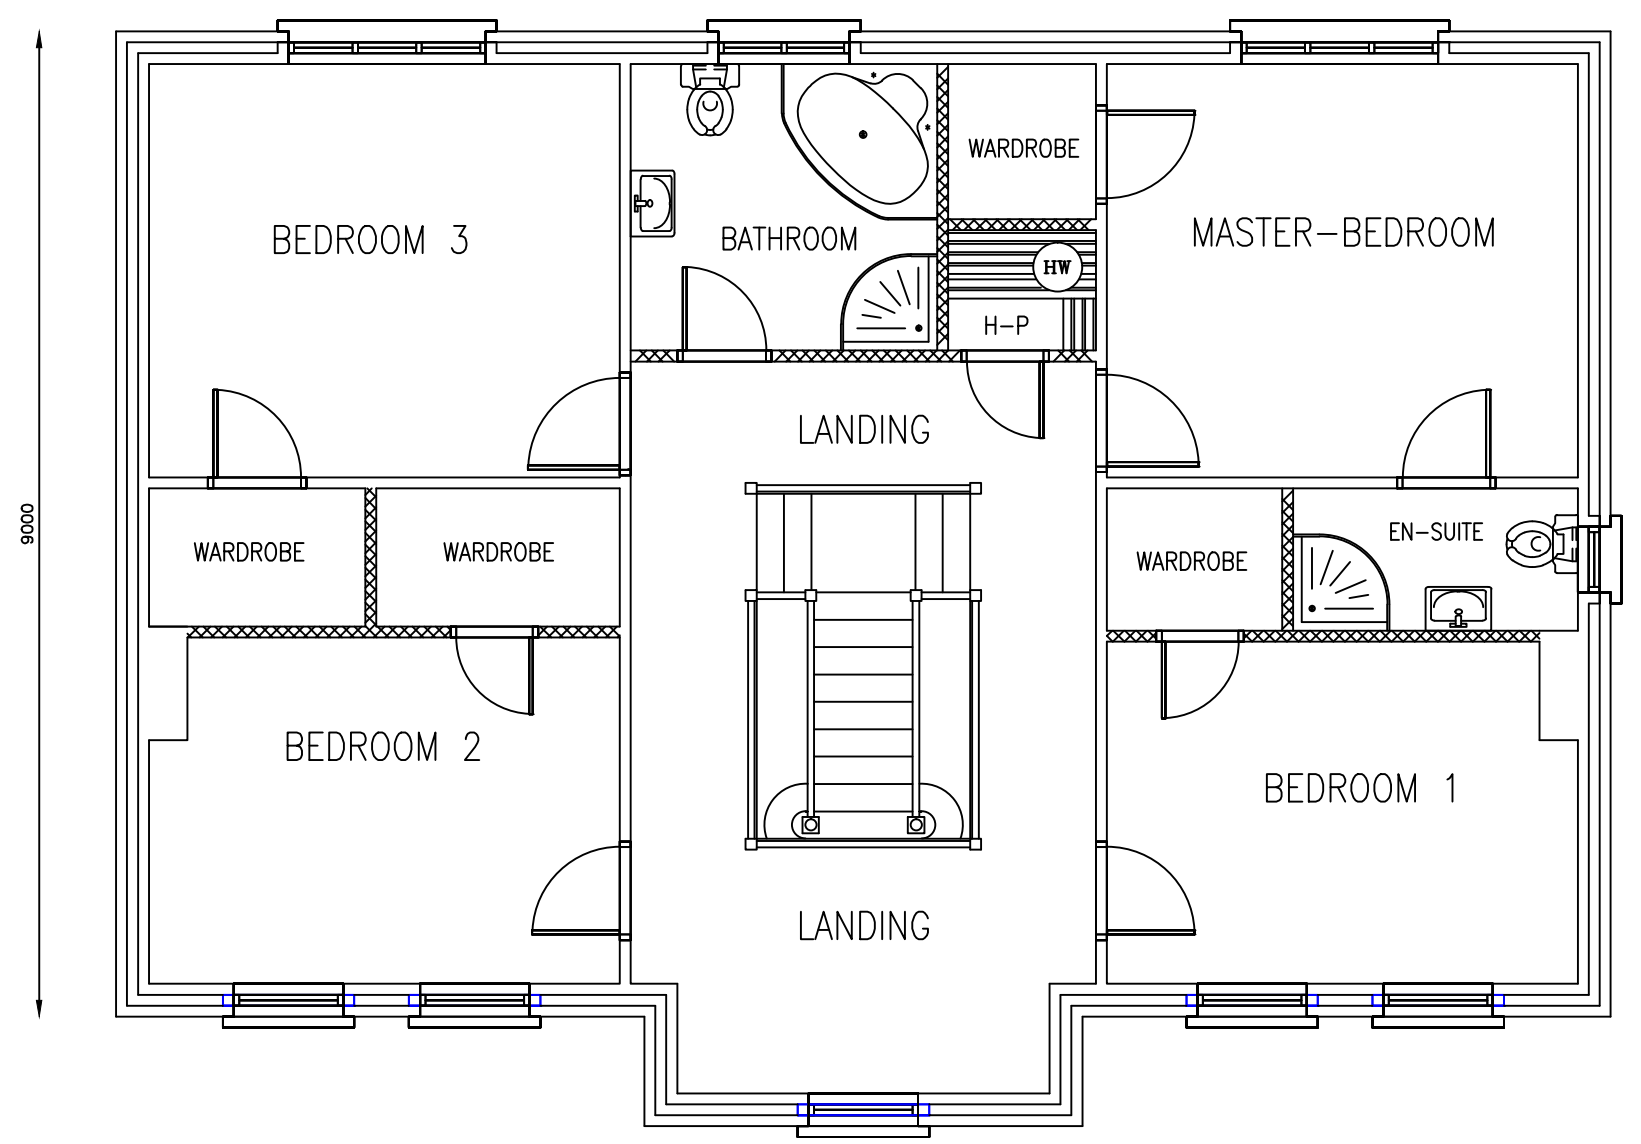 WARDROBE
BEDROOM 3
BATHROOM
MASTER-BEDROOM
HW
H-P
LANDING
9000
WARDROBE
WARDROBE
WARDROBE
EN-SUITE
BEDROOM 2
BEDROOM 1
LANDING